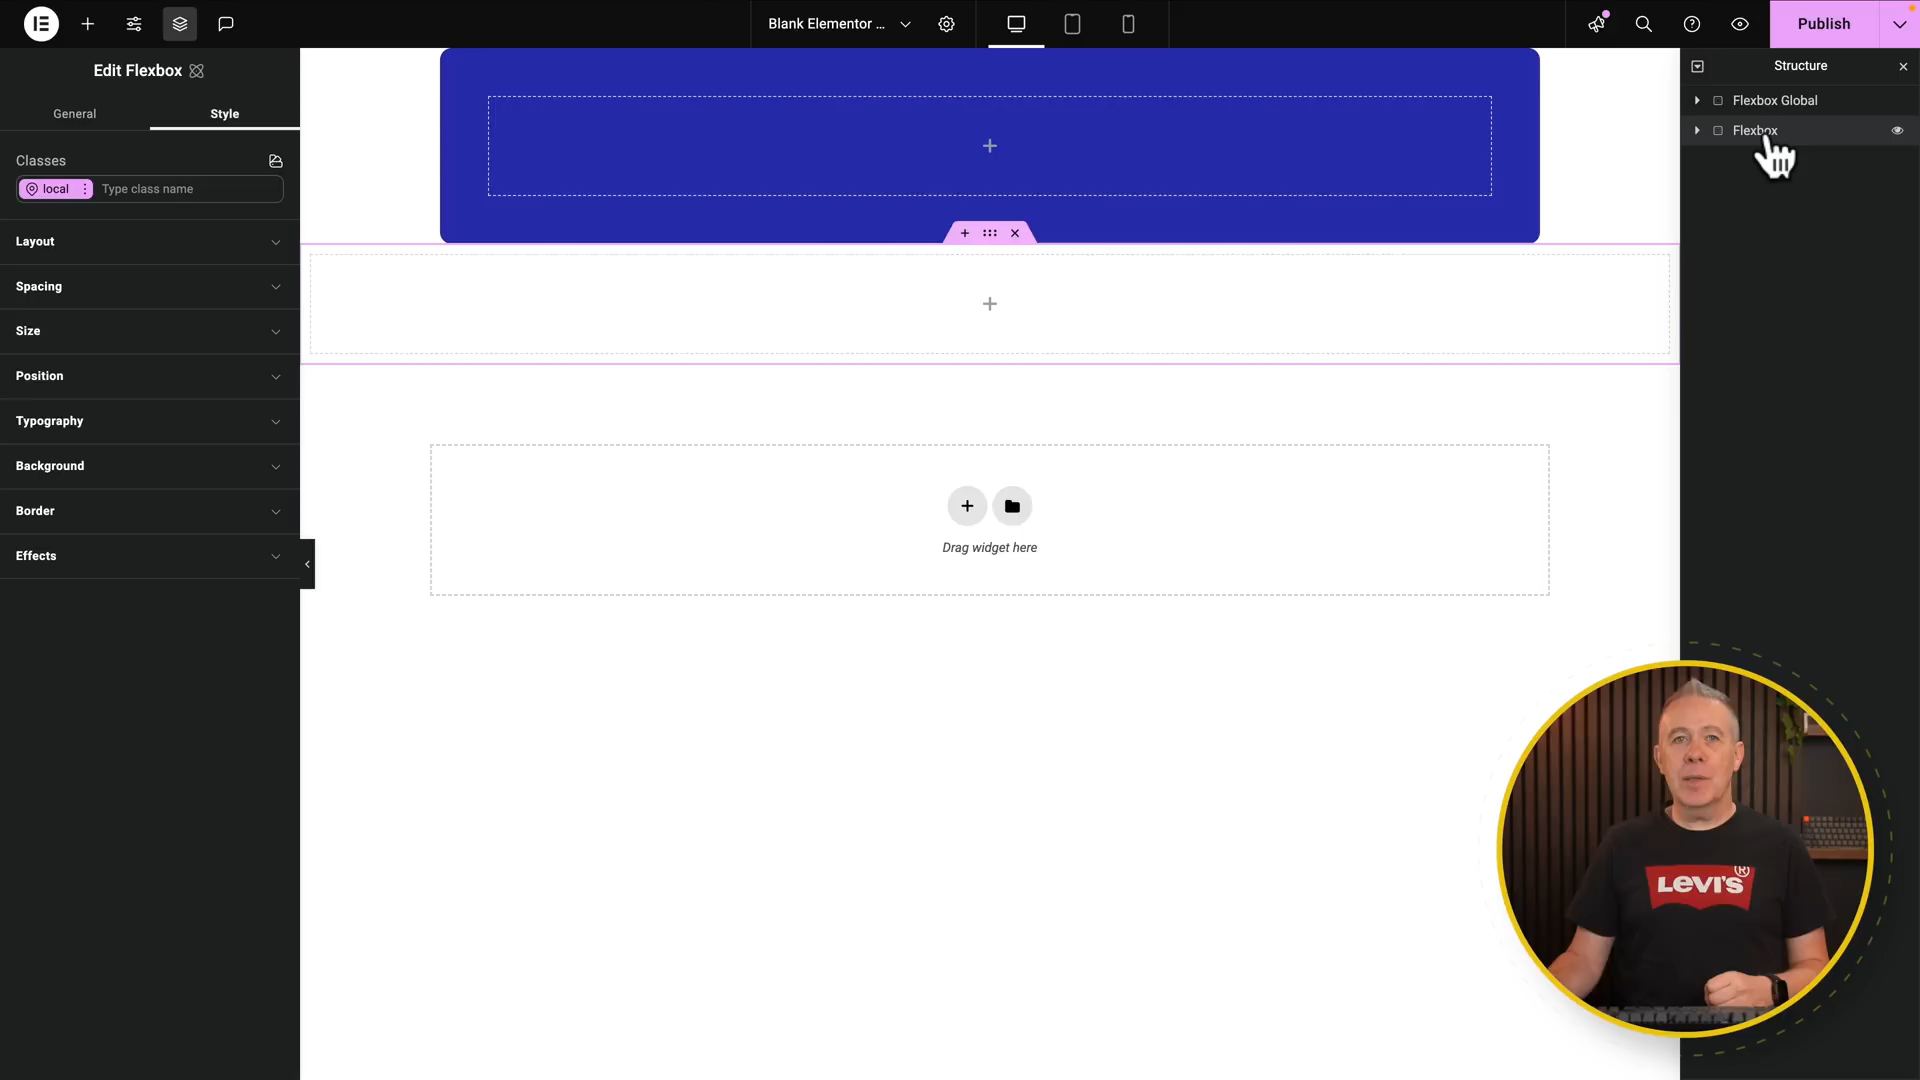 Blank Elementor ...
Publish
Edit Flexbox
General
Style
Classes
local
Type class name
Layout
Spacing
Size
Position
Typography
Background
Border
Effects
Drag widget here
Structure
Flexbox Global
Flexbox
LEVI'S®